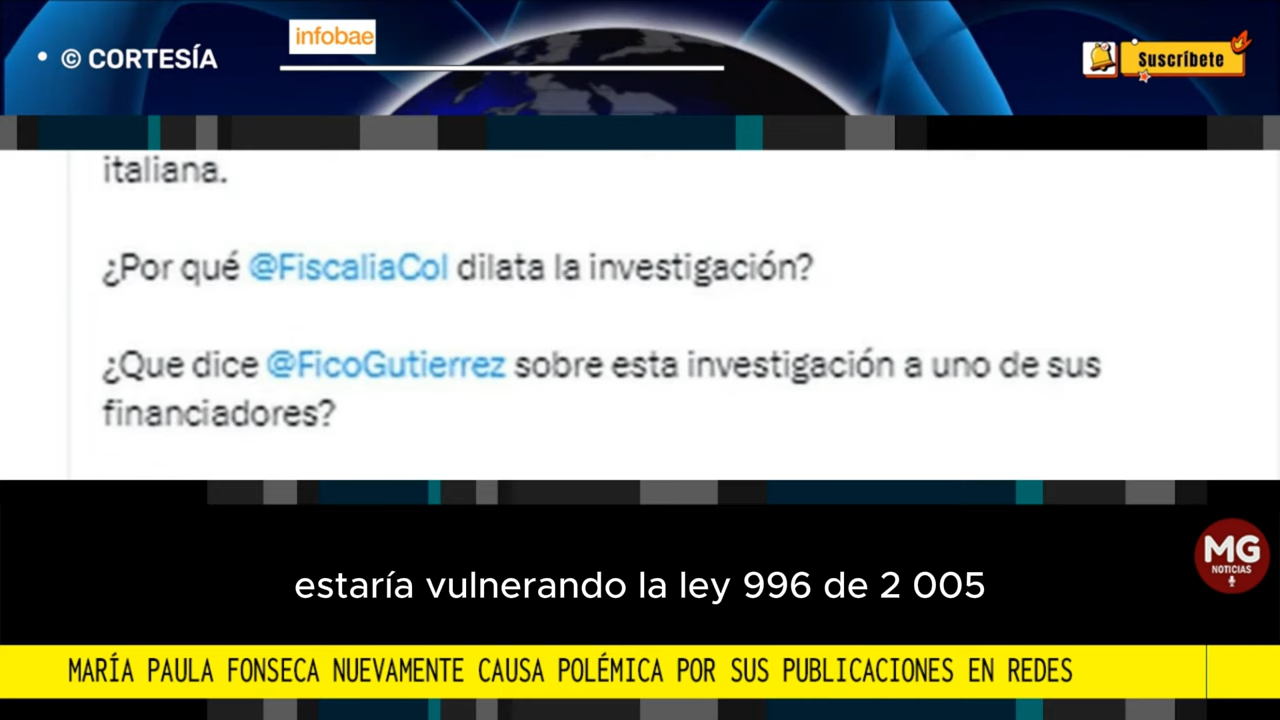 • © CORTESÍA
infobae
Suscríbete
italiana.
¿Por qué @FiscaliaCol dilata la investigación?
¿Que dice @FicoGutierrez sobre esta investigación a uno de sus
financiadores?
estaría vulnerando la ley 996 de 2 005
MG
NOTICIAS
MARÍA PAULA FONSECA NUEVAMENTE CAUSA POLÉMICA POR SUS PUBLICACIONES EN REDES